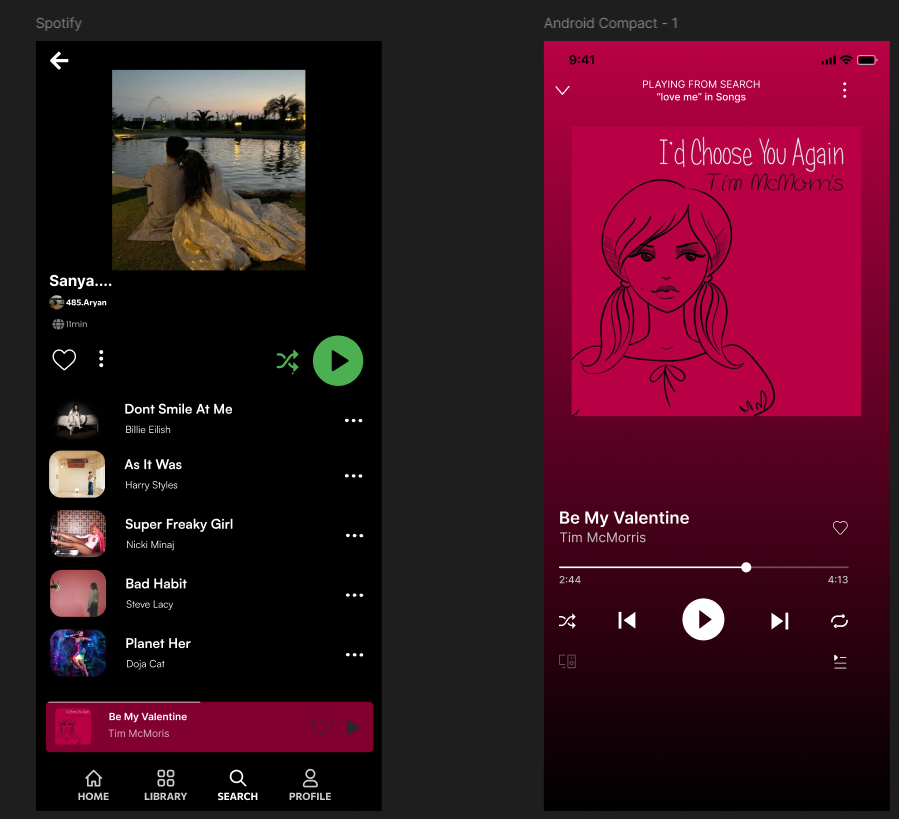 Spotify
Sanya....
485.Aryan
11min
Dont Smile At Me
Billie Eilish
As It Was
Harry Styles
Super Freaky Girl
Nicki Minaj
Bad Habit
Steve Lacy
Planet Her
Doja Cat
Be My Valentine
Tim McMoris
HOME
LIBRARY
SEARCH
PROFILE
Android Compact - 1
9:41
PLAYING FROM SEARCH
“love me” in Songs
I'd Choose You Again
Tim McMorris
Be My Valentine
Tim McMorris
2:44
4:13